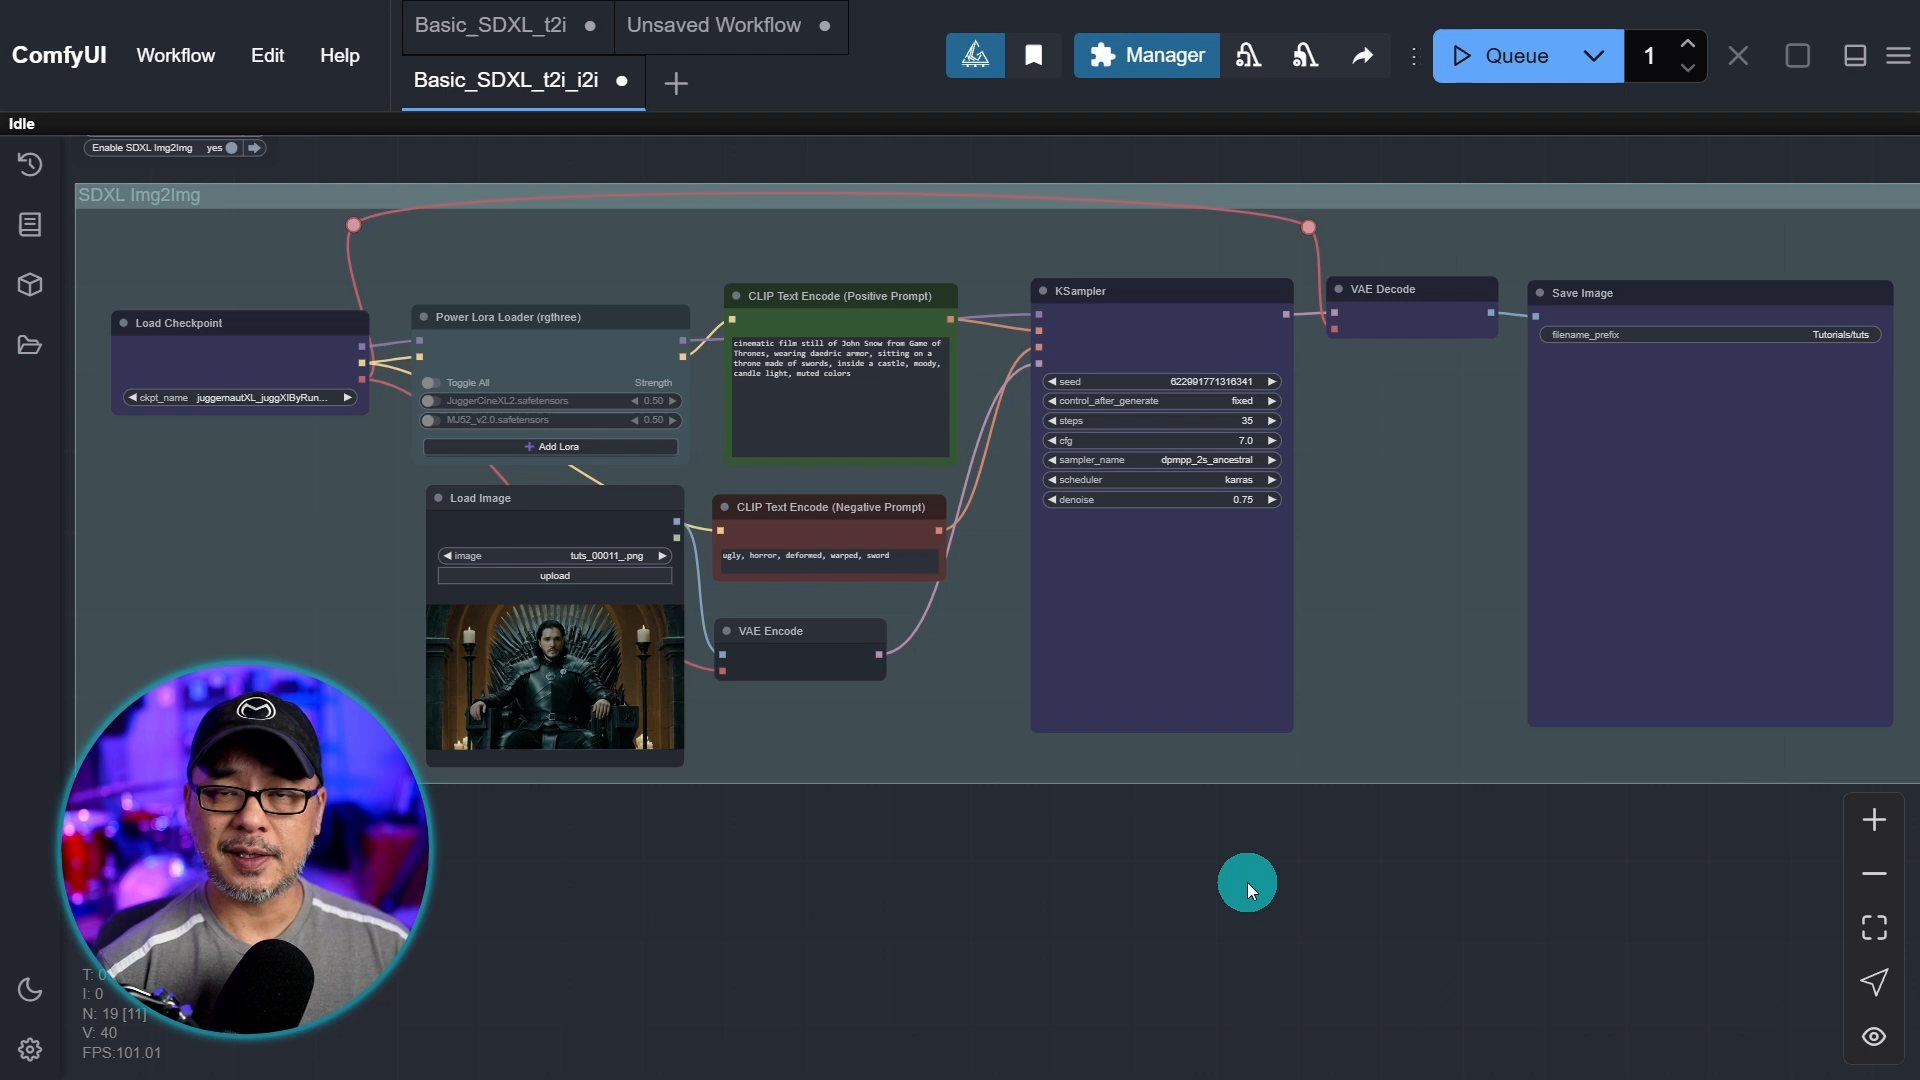 ComfyUI
Workflow
Edit
Help
Basic_SDXL_t2i
Unsaved Workflow
Basic_SDXL_t2i_i2i
Manager
Queue
1
Idle
Enable SDXL Img2Img yes
SDXL Img2Img
Load Checkpoint
ckpt_name juggernautXL_juggXIByRun...
Power Lora Loader (rgthree)
Toggle All Strength
JuggerCineXL2.safetensors 0.50
MJ52_v2.0.safetensors 0.50
+ Add Lora
Load Image
image tuts_00011_.png
upload
CLIP Text Encode (Positive Prompt)
cinematic film still of John Snow from Game of
Thrones, wearing daedric armor, sitting on a
throne made of swords, inside a castle, moody,
candle light, muted colors
CLIP Text Encode (Negative Prompt)
ugly, horror, deformed, warped, sword
VAE Encode
KSampler
seed 622991771316341
control_after_generate fixed
steps 35
cfg 7.0
sampler_name dpmpp_2s_ancestral
scheduler karras
denoise 0.75
VAE Decode
Save Image
filename_prefix Tutorials/tuts
I: 0
N: 19 [11]
V: 40
FPS:101.01